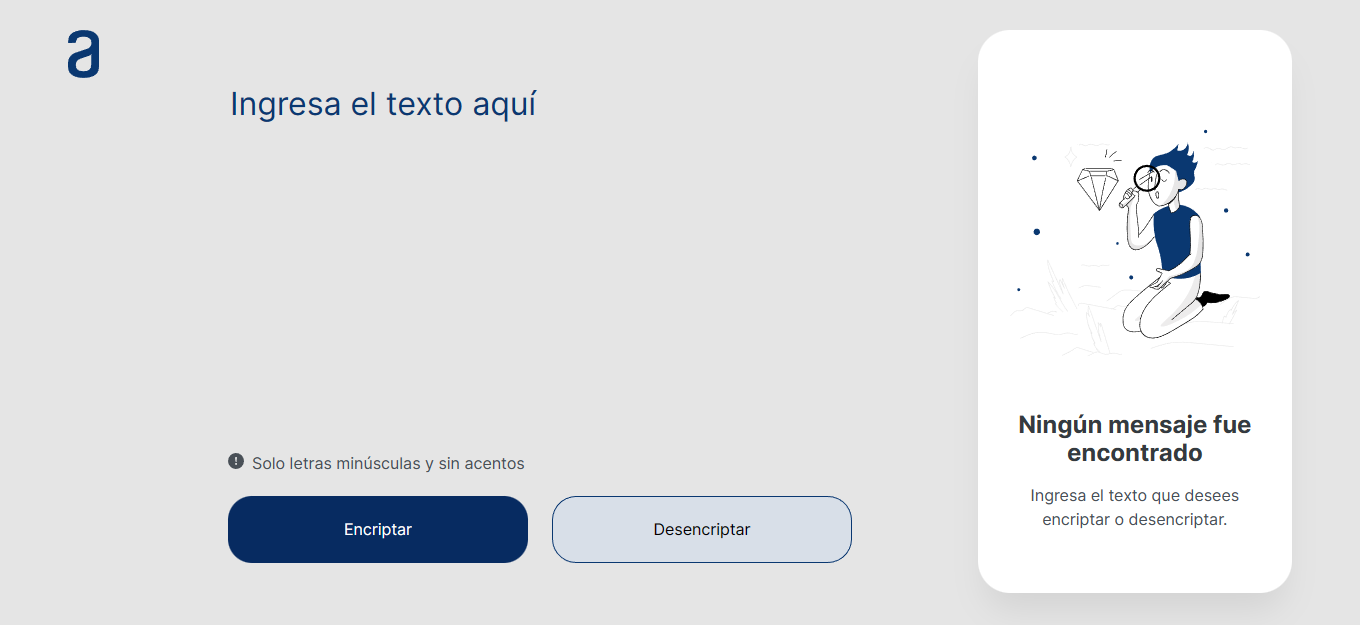 a
Ingresa el texto aquí
Solo letras minúsculas y sin acentos
Encriptar
Desencriptar
Ningún mensaje fue
encontrado
Ingresa el texto que desees
encriptar o desencriptar.